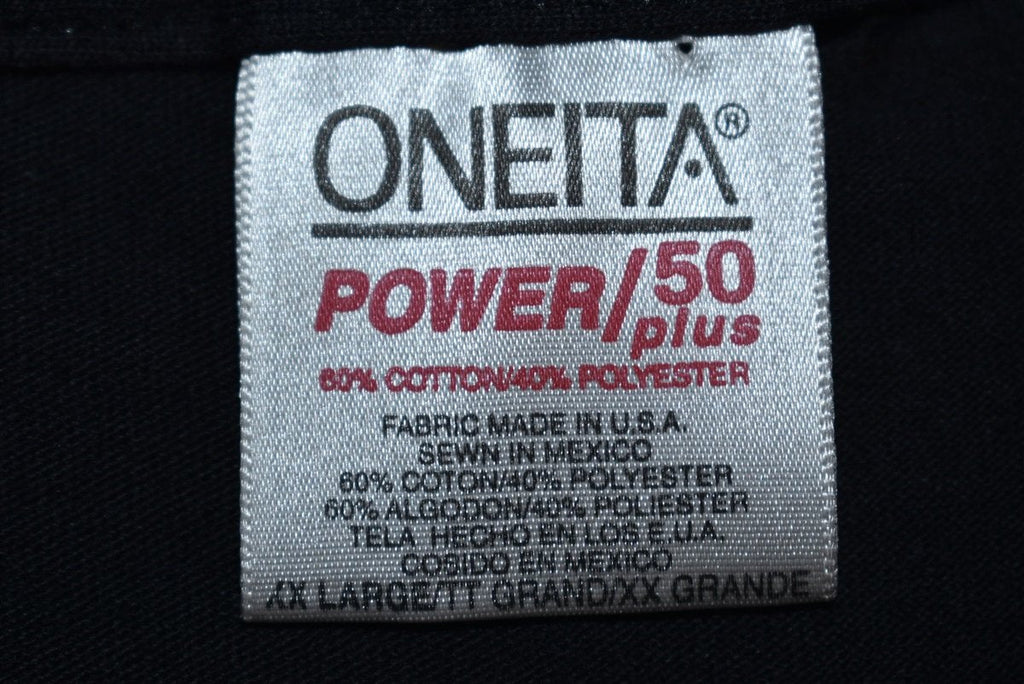 ONEITA®
POWER/50 plus
60% COTTON/40% POLYESTER
FABRIC MADE IN U.S.A.
SEWN IN MEXICO
60% COTON/40% POLYESTER
60% ALGODON/40% POLIESTER
TELA HECHO EN LOS E.U.A.
COSIDO EN MEXICO
XX LARGE/TT GRAND/XX GRANDE